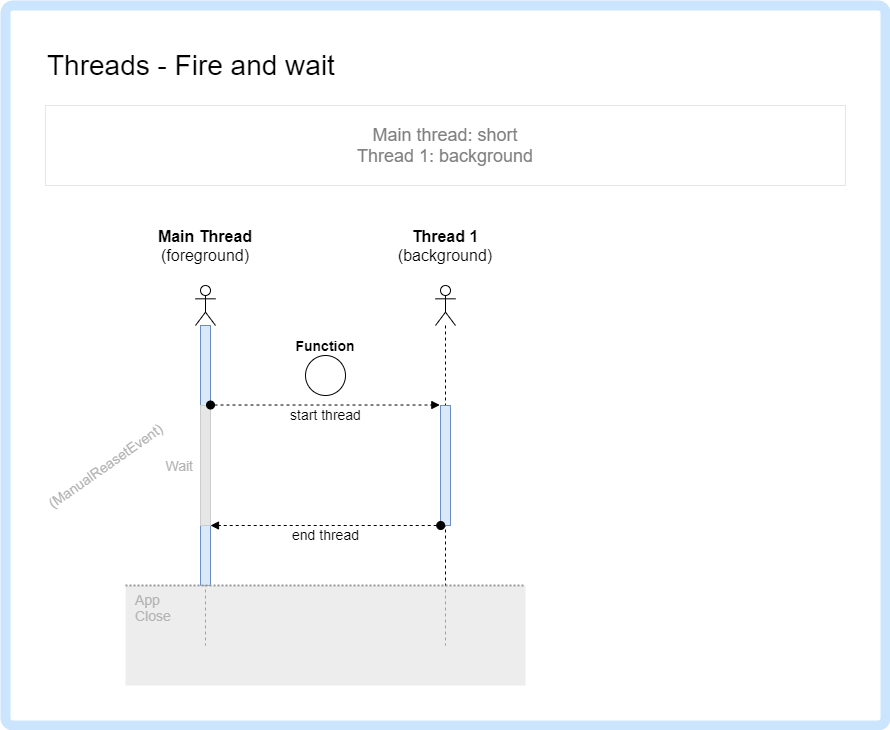 Threads - Fire and wait
Main thread: short
Thread 1: background
Main Thread
(foreground)
Thread 1
(background)
Function
start thread
(ManualReasetEvent)
Wait
end thread
App
Close